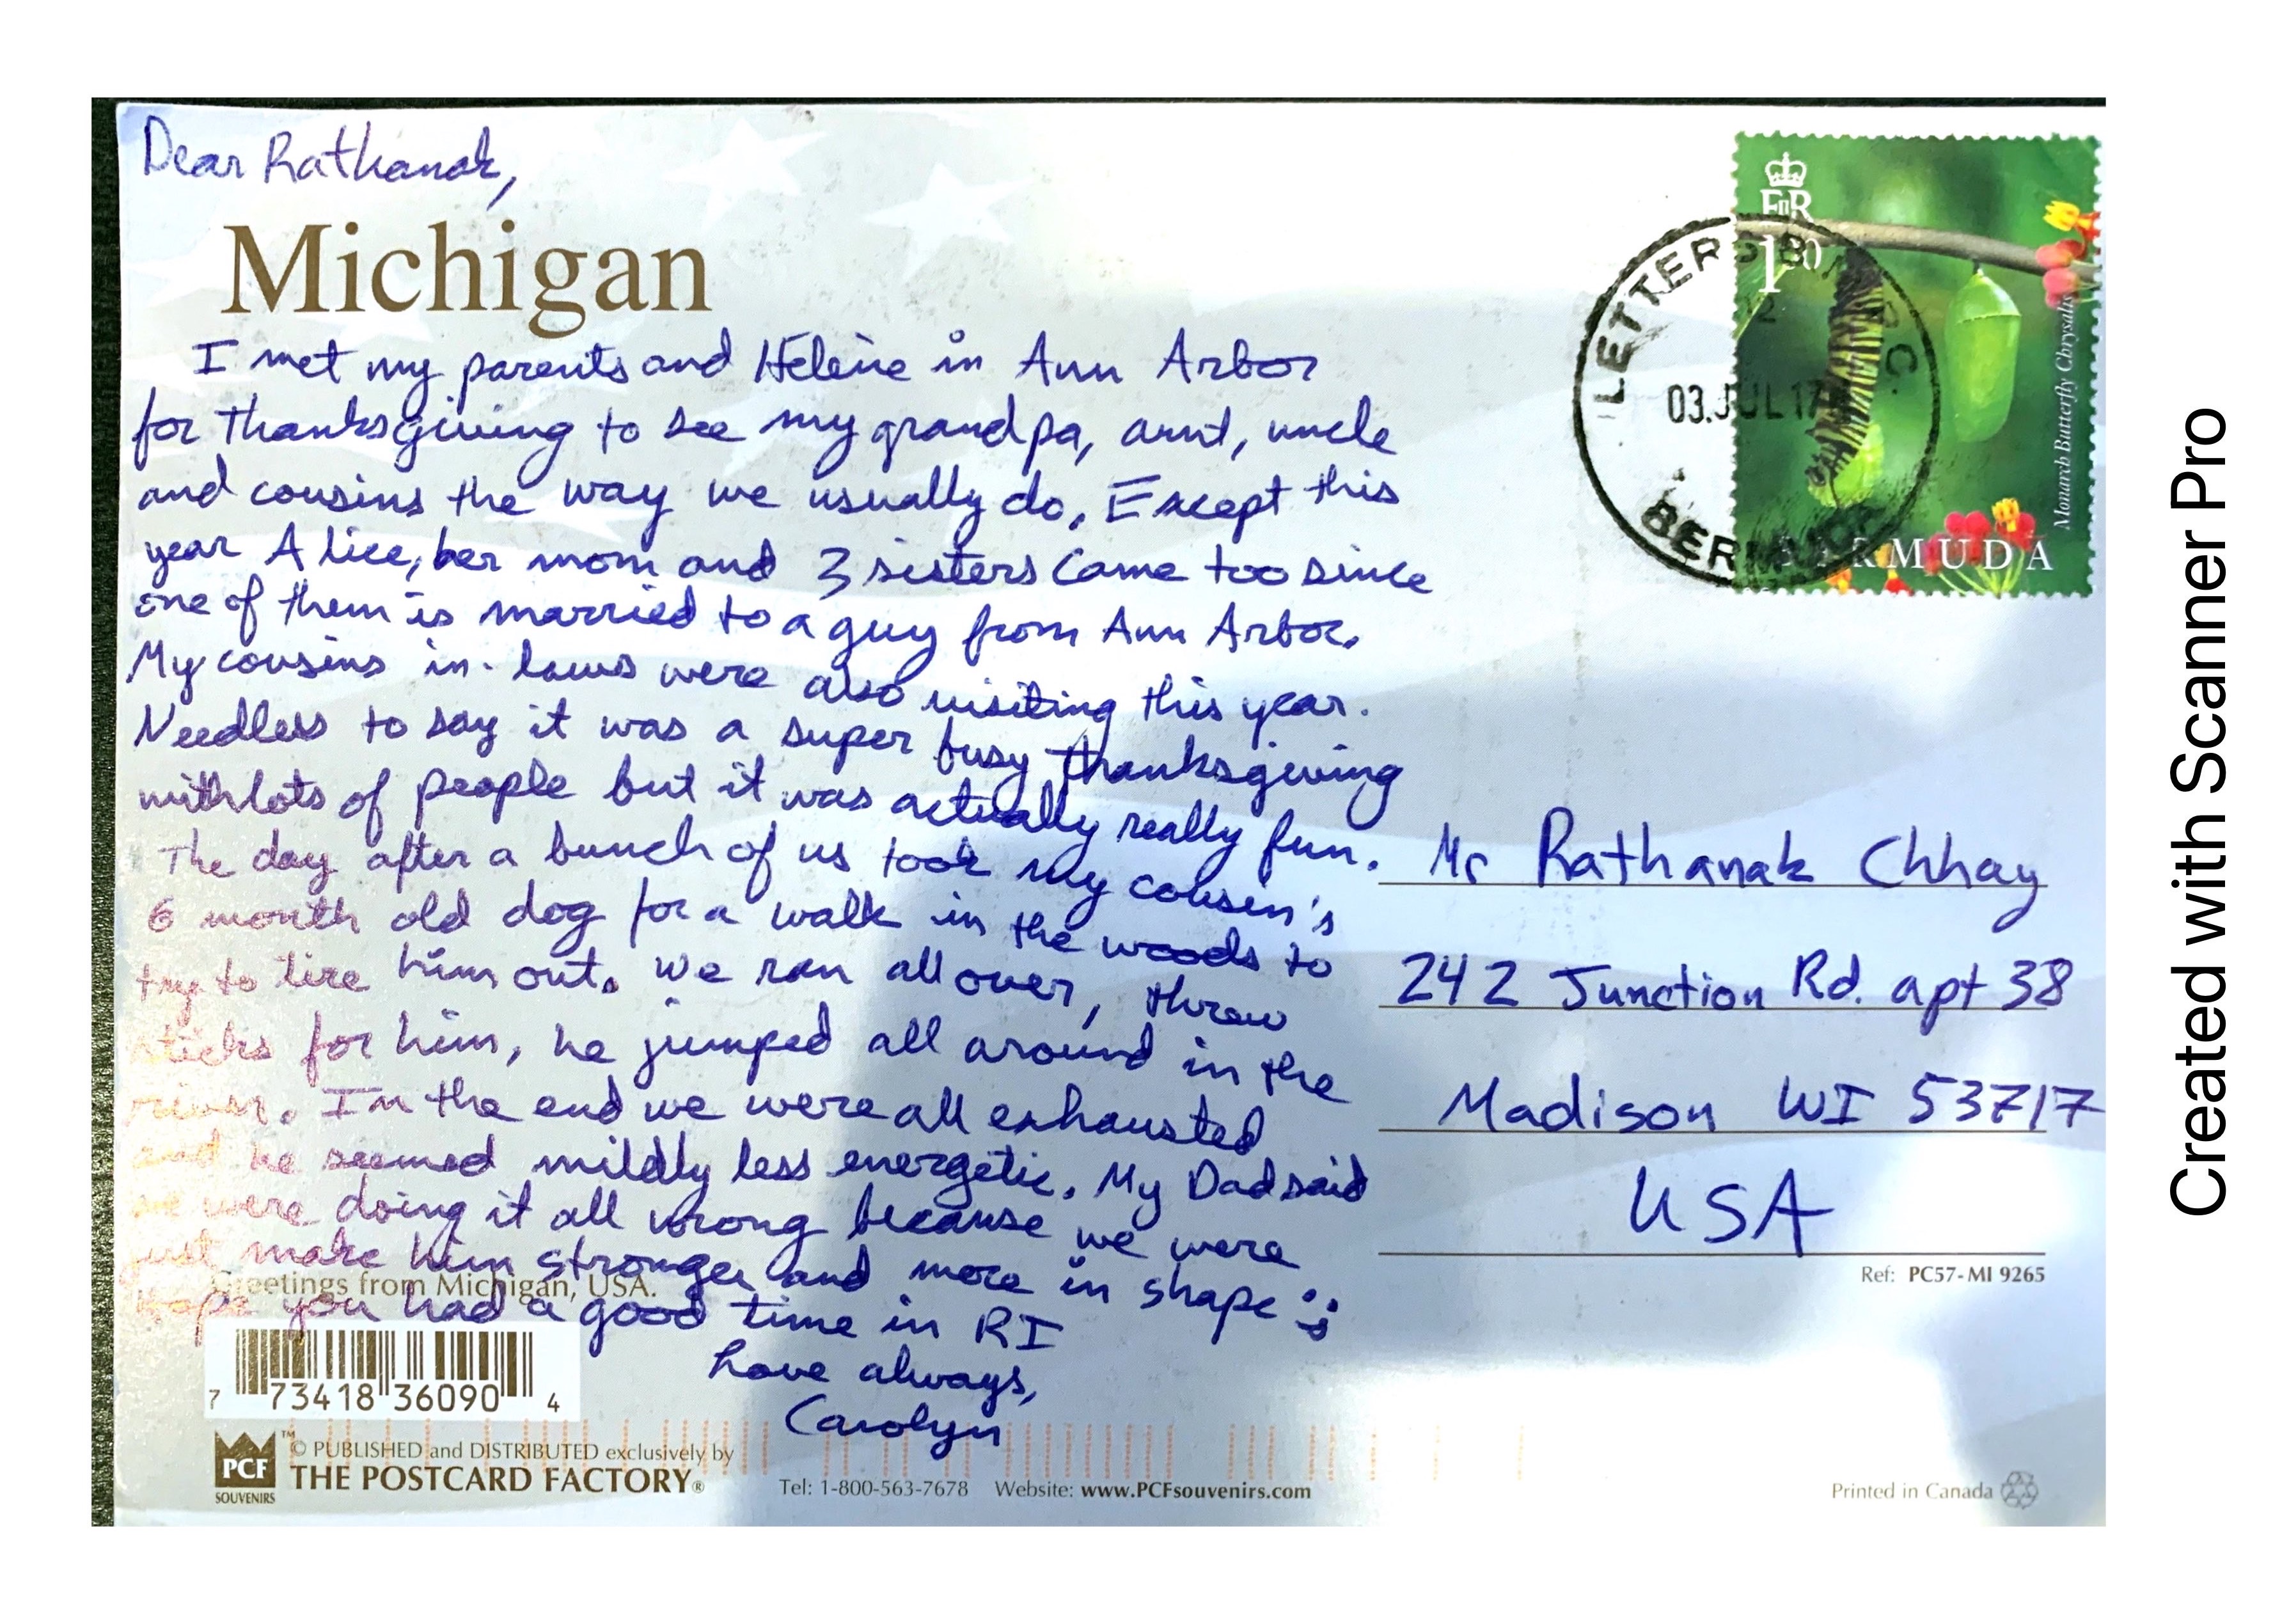 Dear Rathanak,
Michigan
I met my parents and Helene in Ann Arbor
for thanksgiving to see my grandpa, aunt, uncle
and cousins the way we usually do. Except this
year Alice, her mom and 3 sisters came too since
one of them is married to a guy from Ann Arbor.
My cousins in-laws were also visiting this year.
Needless to say it was a super busy thanksgiving
with lots of people but it was actually really fun.
The day after a bunch of us took my cousin's
6 month old dog for a walk in the woods to
try to tire him out. We ran all over, threw
sticks for him, he jumped all around in the
river. In the end we were all exhausted
and he seemed mildly less energetic. My Dad said
we were doing it all wrong because we were
just make him stronger and more in shape :)
Hope you had a good time in RI
Love always,
Carolyn
Greetings from Michigan, USA.
7 73418 36090 4
PCF
SOUVENIRS
™
© PUBLISHED and DISTRIBUTED exclusively by
THE POSTCARD FACTORY®
Tel: 1-800-563-7678 Website: www.PCFsouvenirs.com
EIIR
1.80
Monarch Butterfly Chrysalis
BERMUDA
LETTERS
03.JUL 17
BERMUDA
Mr Rathanak Chhay
242 Junction Rd. apt 38
Madison WI 53717
USA
Ref: PC57-MI 9265
Printed in Canada
Created with Scanner Pro